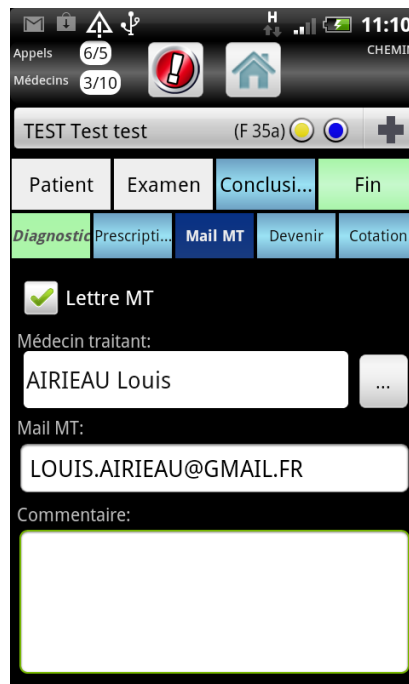 H 11:10
Appels 6/5 CHEMIN
Médecins 3/10
TEST Test test (F 35a)
Patient Examen Conclusi... Fin
Diagnostic Prescripti... Mail MT Devenir Cotation
Lettre MT
Médecin traitant:
AIRIEAU Louis ...
Mail MT:
LOUIS.AIRIEAU@GMAIL.FR
Commentaire: